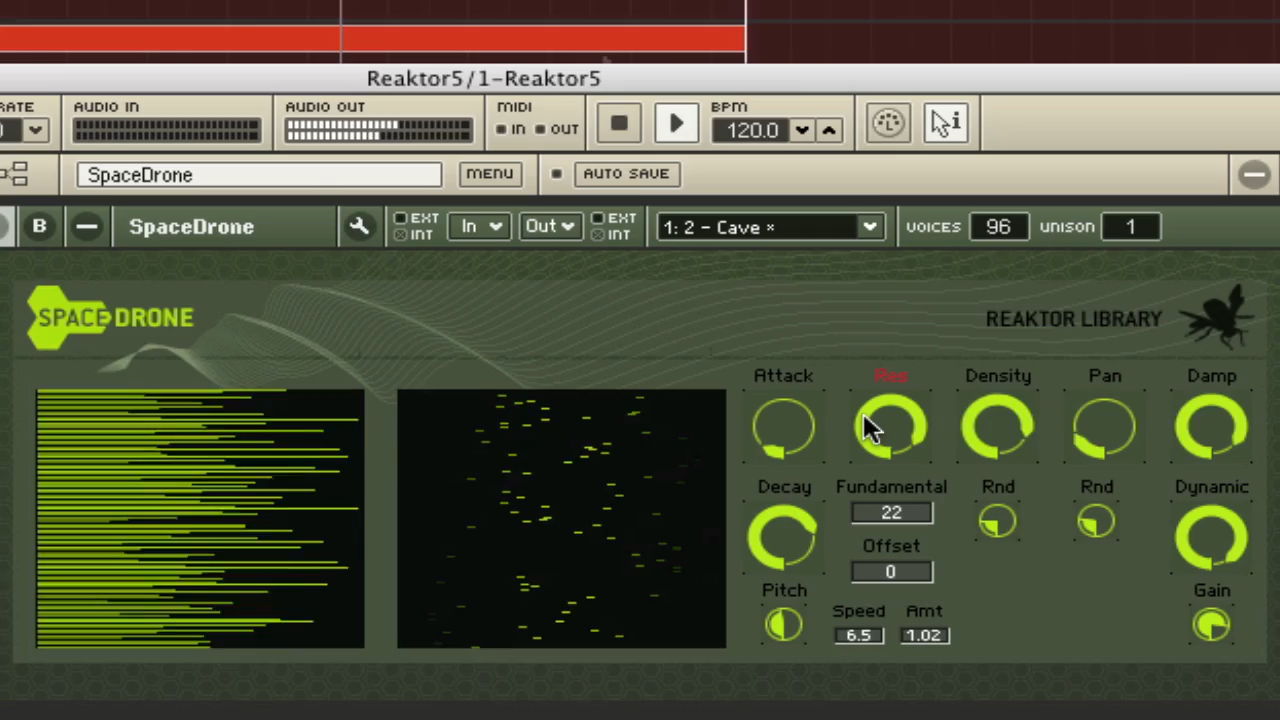 Reaktor5/1-Reaktor5
RATE AUDIO IN AUDIO OUT MIDI BPM
IN OUT 120.0 i
SpaceDrone MENU AUTO SAVE
B SpaceDrone EXT INT In Out EXT INT 1: 2 - Cave × VOICES 96 UNISON 1
SPACE DRONE REAKTOR LIBRARY
Attack Res Density Pan Damp
Decay Fundamental Rnd Rnd Dynamic
22
Offset
0
Pitch Gain
Speed Amt
6.5 1.02